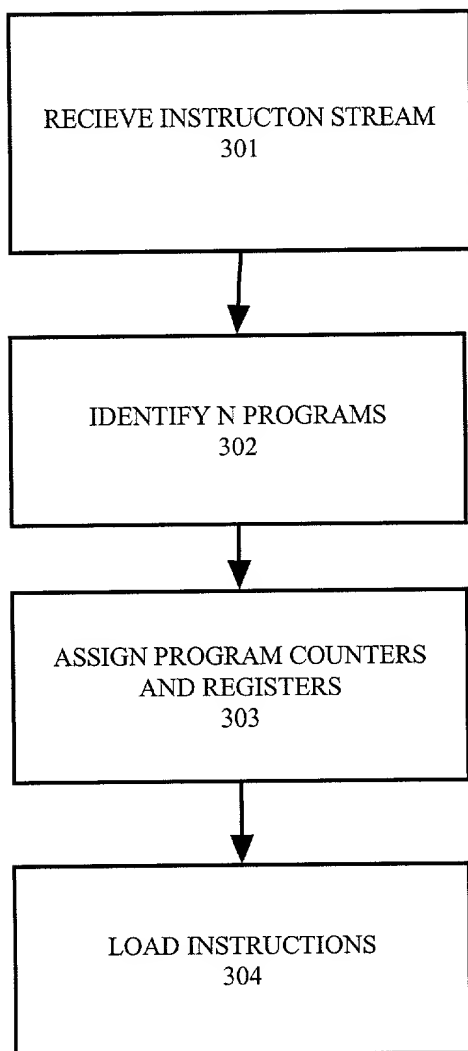 RECIEVE INSTRUCTON STREAM
301
IDENTIFY N PROGRAMS
302
ASSIGN PROGRAM COUNTERS
AND REGISTERS
303
LOAD INSTRUCTIONS
304